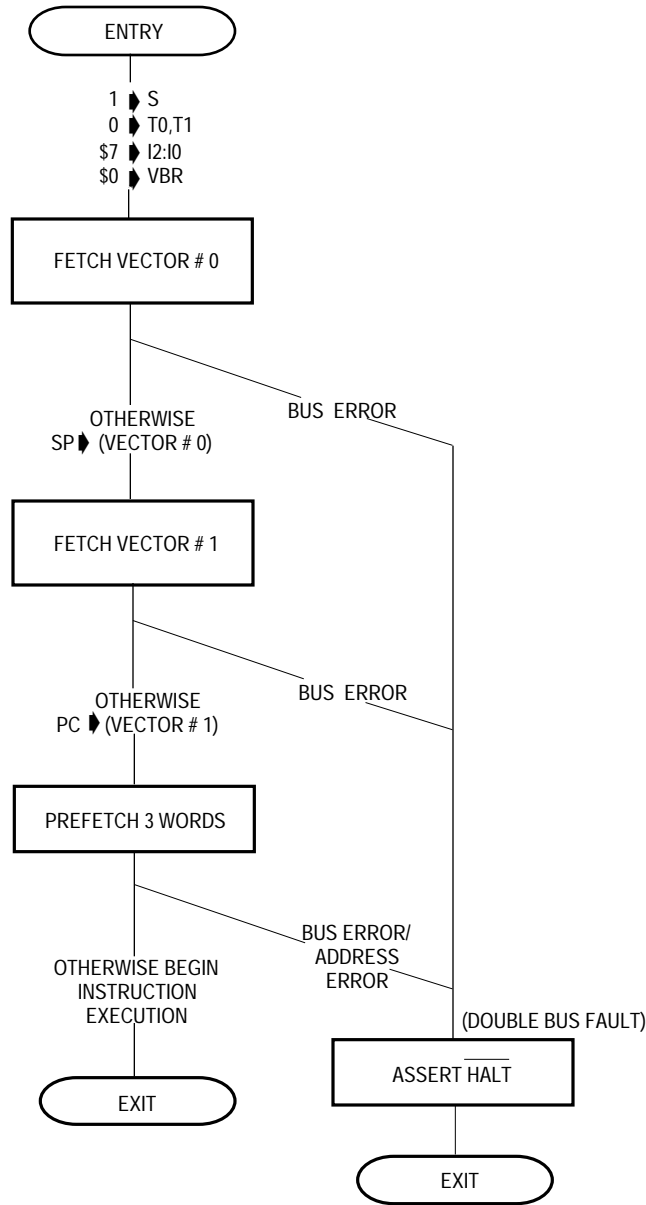 ENTRY
1 ➧ S
0 ➧ T0,T1
$7 ➧ I2:I0
$0 ➧ VBR
FETCH VECTOR # 0
BUS ERROR
OTHERWISE
SP ➧ (VECTOR # 0)
FETCH VECTOR # 1
BUS ERROR
OTHERWISE
PC ➧ (VECTOR # 1)
PREFETCH 3 WORDS
BUS ERROR/
ADDRESS
ERROR
OTHERWISE BEGIN
INSTRUCTION
EXECUTION
(DOUBLE BUS FAULT)
ASSERT H̅A̅L̅T̅
EXIT
EXIT